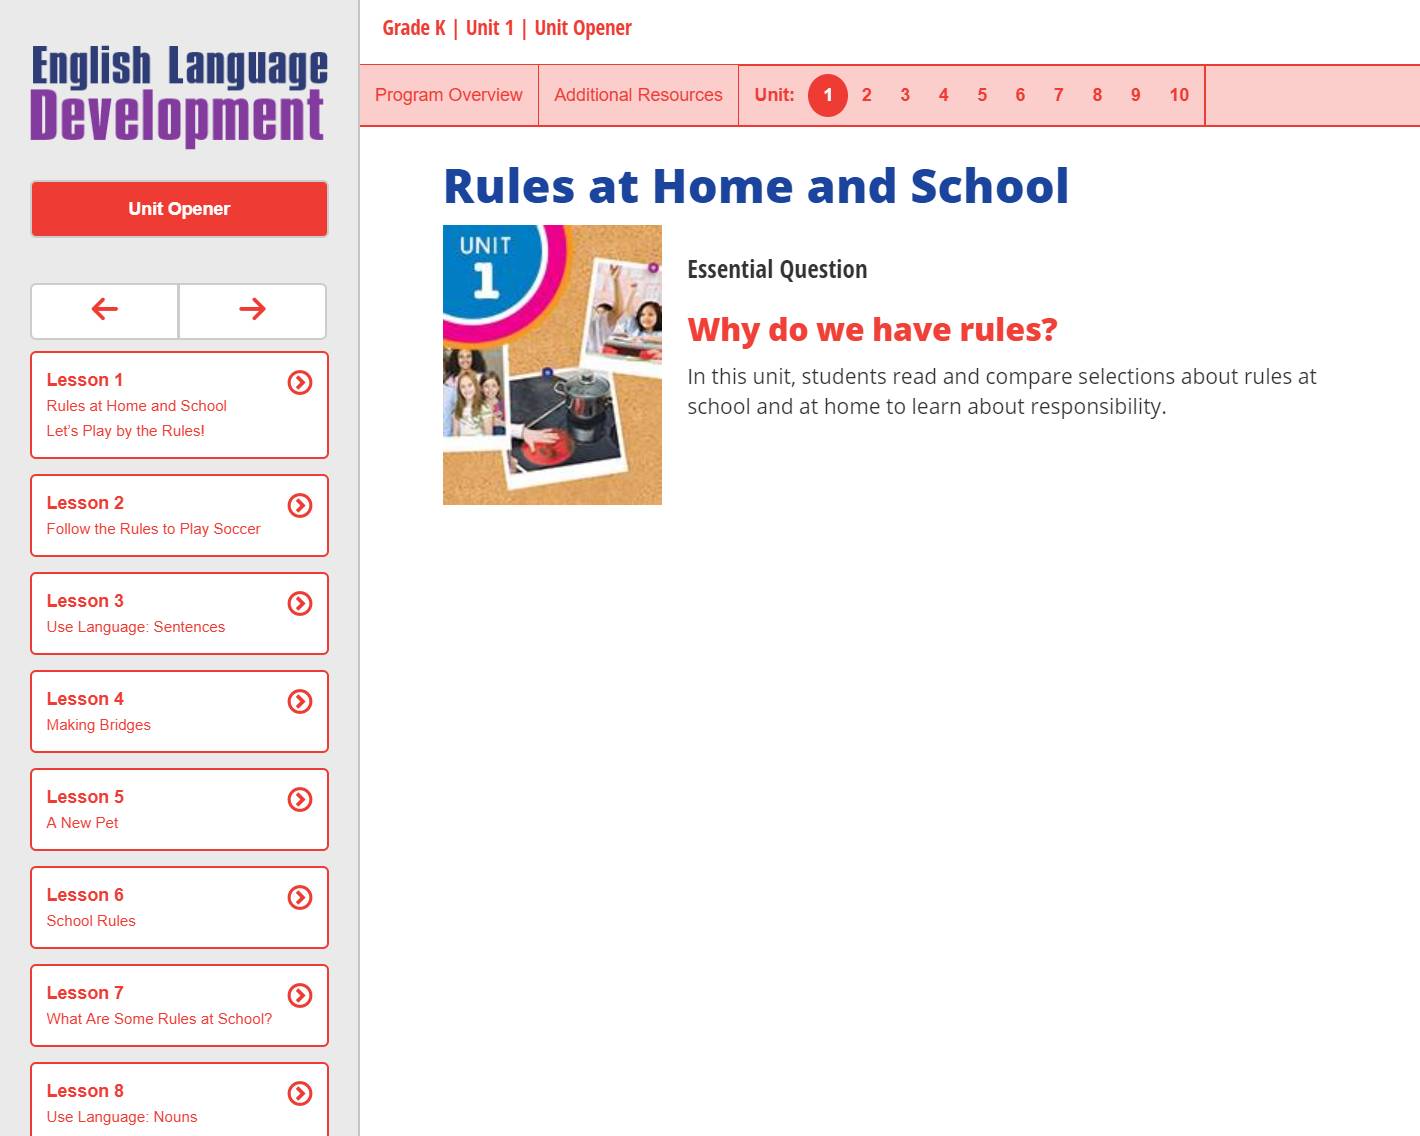 English Language
Development
Unit Opener
Lesson 1
Rules at Home and School
Let's Play by the Rules!
Lesson 2
Follow the Rules to Play Soccer
Lesson 3
Use Language: Sentences
Lesson 4
Making Bridges
Lesson 5
A New Pet
Lesson 6
School Rules
Lesson 7
What Are Some Rules at School?
Lesson 8
Use Language: Nouns
Grade K | Unit 1 | Unit Opener
Program Overview Additional Resources Unit: 1 2 3 4 5 6 7 8 9 10
Rules at Home and School
UNIT
1
Essential Question
Why do we have rules?
In this unit, students read and compare selections about rules at
school and at home to learn about responsibility.